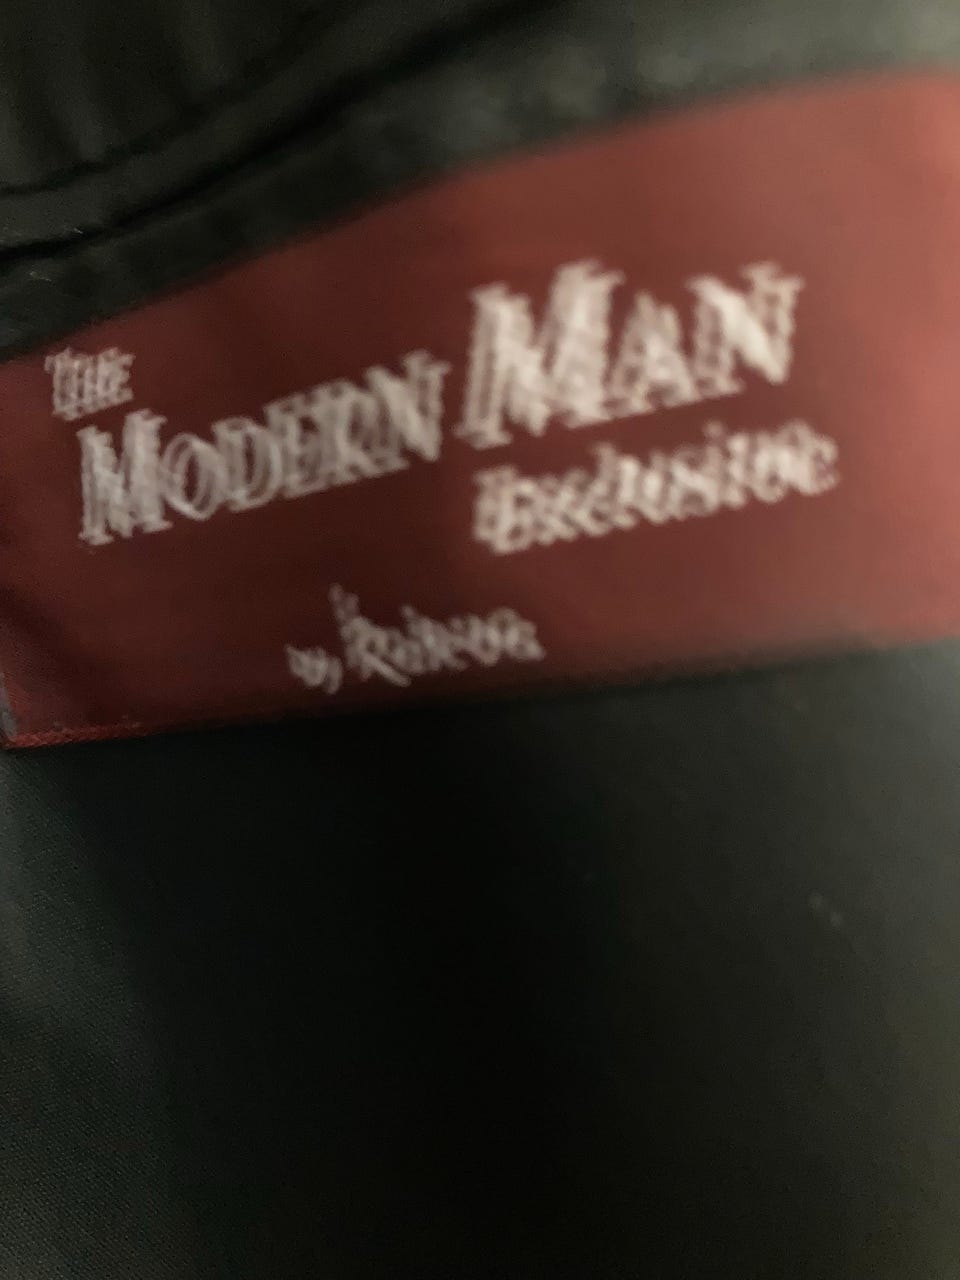 THE
MODERN MAN
Exclusive
by